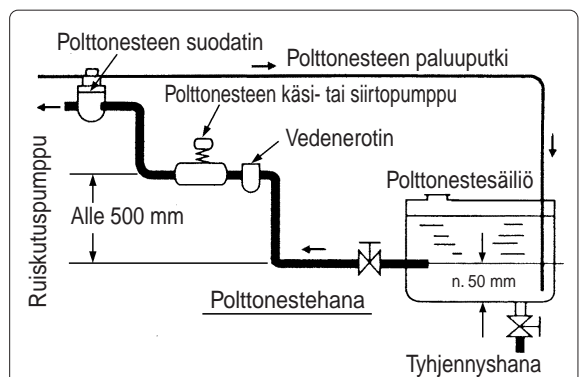 Polttonesteen suodatin
Polttonesteen paluuputki
Polttonesteen käsi- tai siirtopumppu
Vedenerotin
Ruiskutuspumppu
Alle 500 mm
Polttonestesäiliö
n. 50 mm
Polttonestehana
Tyhjennyshana